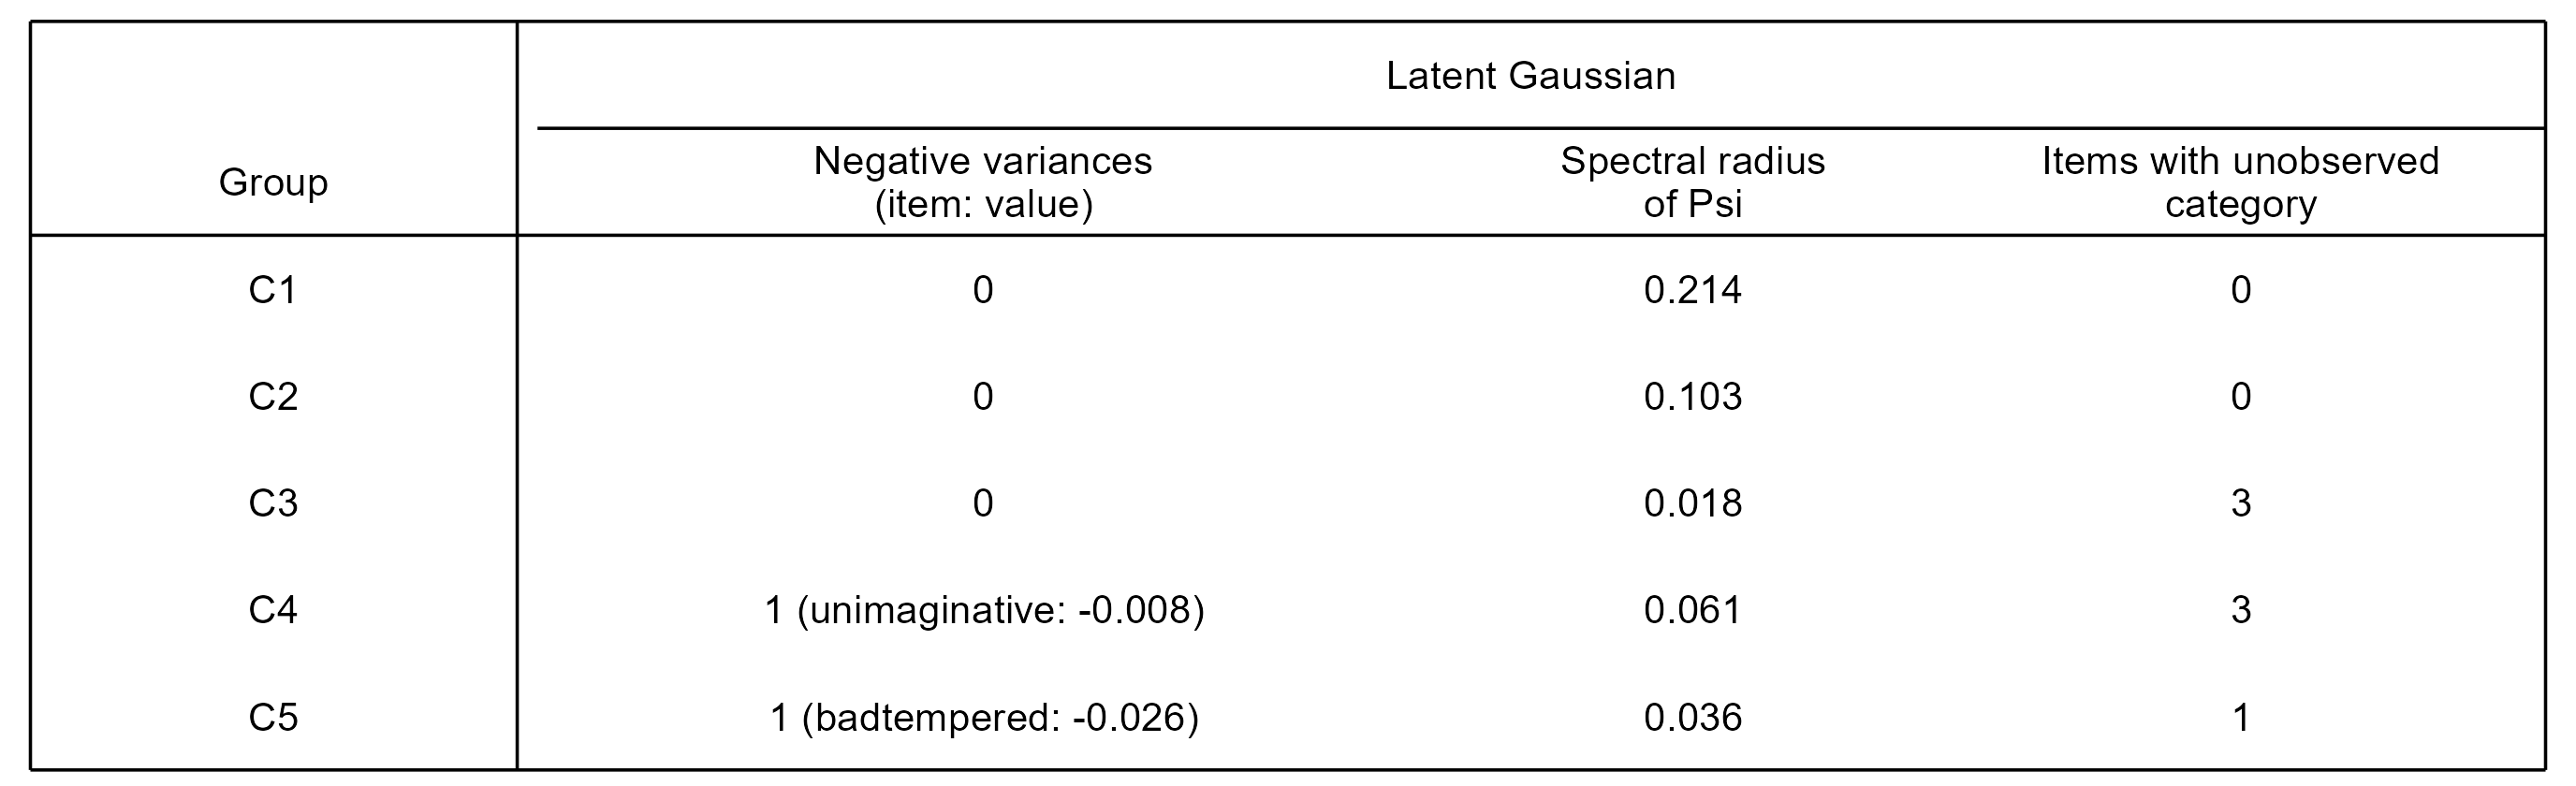 Latent Gaussian
Group
Negative variances
(item: value)
Spectral radius
of Psi
Items with unobserved
category
C1 0 0.214 0
C2 0 0.103 0
C3 0 0.018 3
C4 1 (unimaginative: -0.008) 0.061 3
C5 1 (badtempered: -0.026) 0.036 1